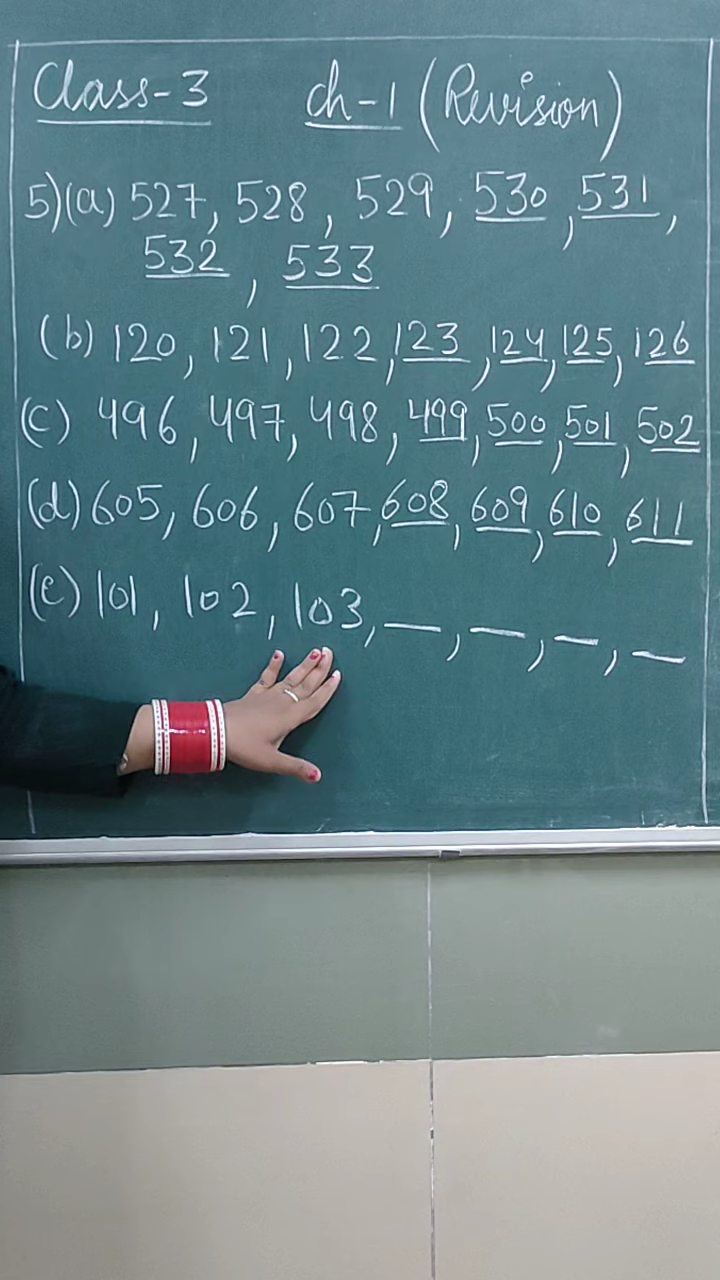 Class-3 ch-1 (Revision)
5)(a) 527, 528, 529, 530, 531,
532, 533
(b) 120, 121, 122, 123, 124, 125, 126
(c) 496, 497, 498, 499, 500, 501, 502
(d) 605, 606, 607, 608, 609, 610, 611
(e) 101, 102, 103, __, __, __, __